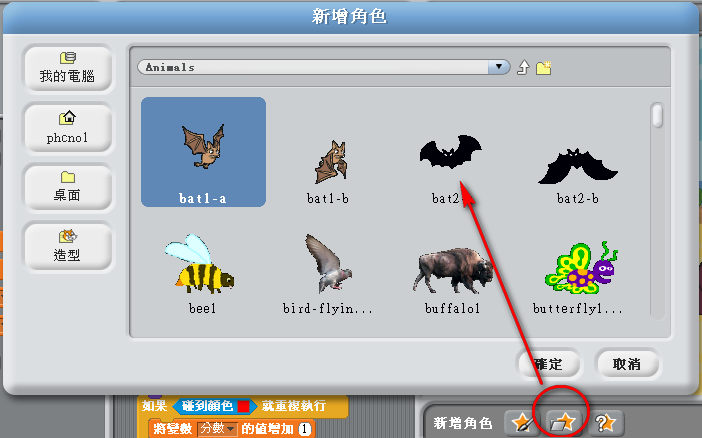 新增角色
我的電腦
phcno1
桌面
造型
Animals
bat1-a
bat1-b
bat2
bat2-b
bee1
bird-flyin...
buffalo1
butterfly1...
確定
取消
如果 碰到顏色 就重複執行
將變數 分數 的值增加 1
新增角色